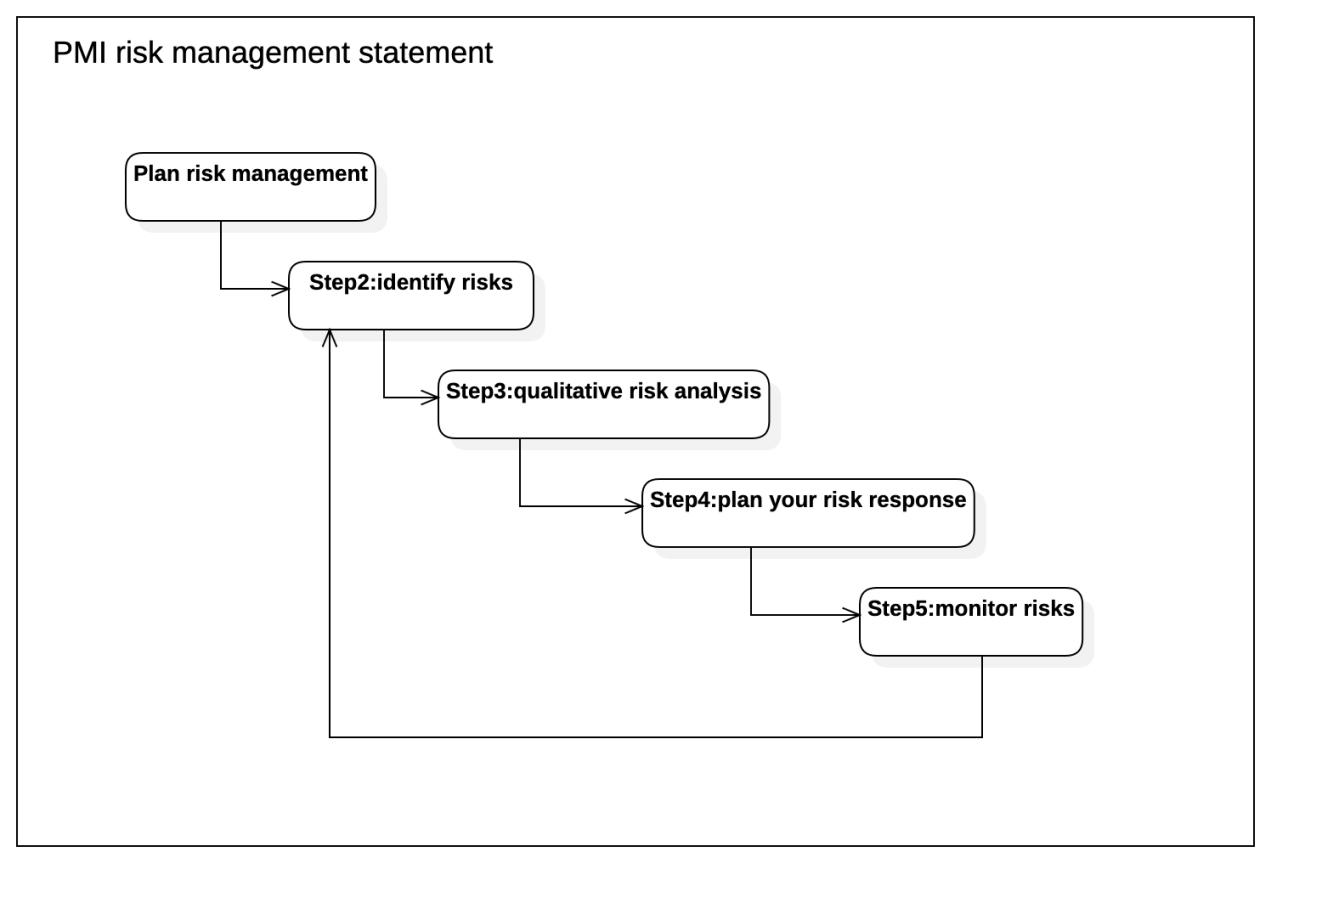 PMI risk management statement
Plan risk management
Step2:identify risks
Step3:qualitative risk analysis
Step4:plan your risk response
Step5:monitor risks